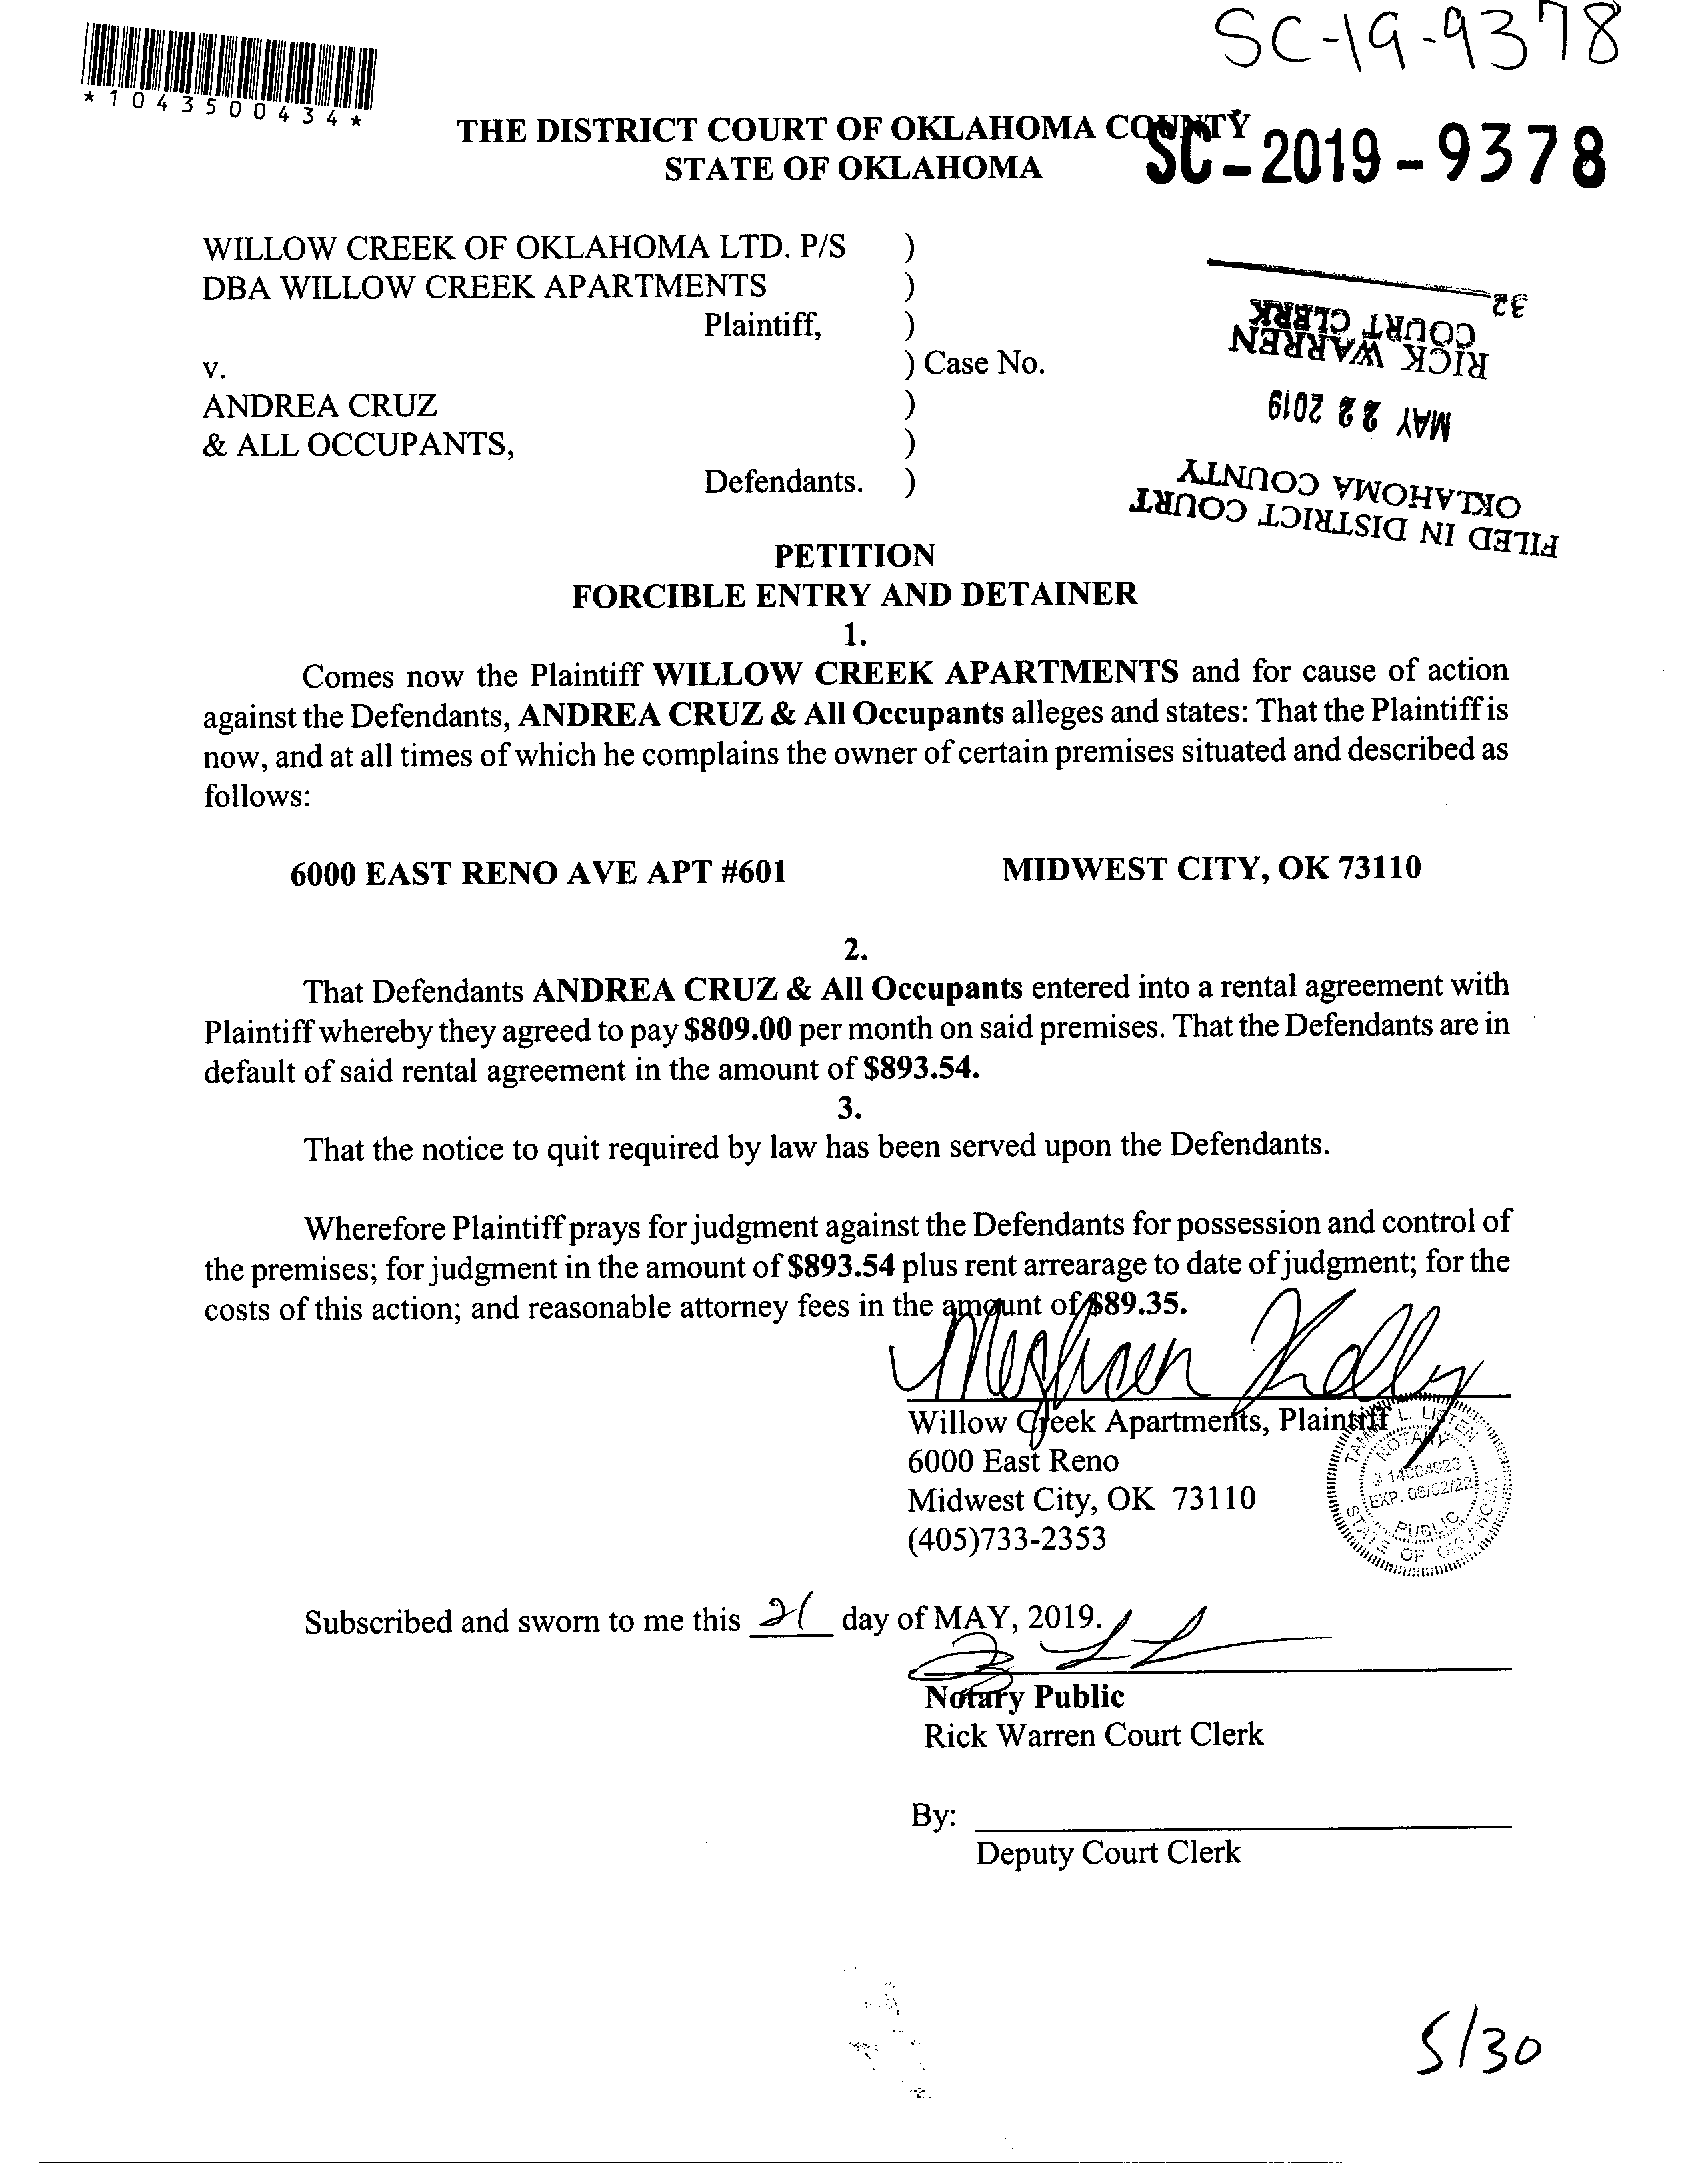 SC-19-9378
*1043500434*
THE DISTRICT COURT OF OKLAHOMA COUNTY
SC-2019-9378
STATE OF OKLAHOMA
WILLOW CREEK OF OKLAHOMA LTD. P/S )
DBA WILLOW CREEK APARTMENTS )
Plaintiff, )
v. ) Case No.
ANDREA CRUZ )
& ALL OCCUPANTS, )
Defendants. )
FILED IN DISTRICT COURT
OKLAHOMA COUNTY
MAY 22 2019
RICK WARREN
COURT CLERK
32
PETITION
FORCIBLE ENTRY AND DETAINER
1.
Comes now the Plaintiff WILLOW CREEK APARTMENTS and for cause of action
against the Defendants, ANDREA CRUZ & All Occupants alleges and states: That the Plaintiff is
now, and at all times of which he complains the owner of certain premises situated and described as
follows:
6000 EAST RENO AVE APT #601 MIDWEST CITY, OK 73110
2.
That Defendants ANDREA CRUZ & All Occupants entered into a rental agreement with
Plaintiff whereby they agreed to pay $809.00 per month on said premises. That the Defendants are in
default of said rental agreement in the amount of $893.54.
3.
That the notice to quit required by law has been served upon the Defendants.
Wherefore Plaintiff prays for judgment against the Defendants for possession and control of
the premises; for judgment in the amount of $893.54 plus rent arrearage to date of judgment; for the
costs of this action; and reasonable attorney fees in the amount of $89.35.
Meghaen Kelly
Willow Creek Apartments, Plaintiff
6000 East Reno
Midwest City, OK 73110
(405)733-2353
NOTARY
EXP. 06/02/22
PUBLIC
STATE OF OKLAHOMA
Subscribed and sworn to me this 21 day of MAY, 2019.
Notary Public
Rick Warren Court Clerk
By:
Deputy Court Clerk
5/30